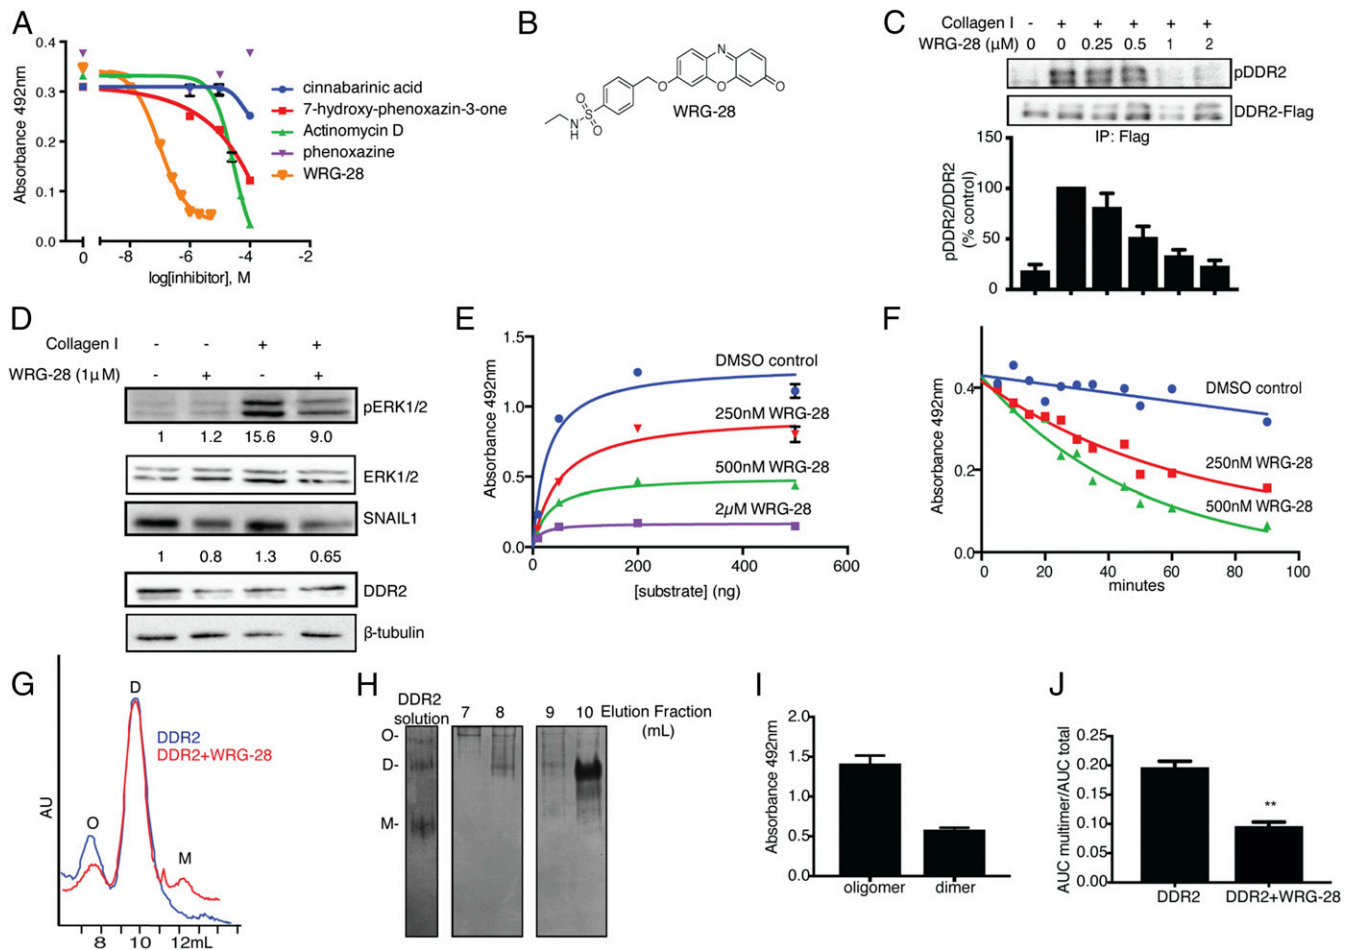 A
0.4
0.3
0.2
0.1
0.0
Absorbance 492nm
0
-8
-6
-4
-2
log[inhibitor], M
cinnabarinic acid
7-hydroxy-phenoxazin-3-one
Actinomycin D
phenoxazine
WRG-28
B
N
O
O
O
O
S
O
N
H
WRG-28
C
Collagen I - + + + + +
WRG-28 (µM) 0 0 0.25 0.5 1 2
pDDR2
DDR2-Flag
IP: Flag
150
100
50
0
pDDR2/DDR2
(% control)
D
Collagen I - - + +
WRG-28 (1µM) - + - +
pERK1/2
1 1.2 15.6 9.0
ERK1/2
SNAIL1
1 0.8 1.3 0.65
DDR2
β-tubulin
E
1.5
1.0
0.5
0.0
Absorbance 492nm
DMSO control
250nM WRG-28
500nM WRG-28
2µM WRG-28
0 200 400 600
[substrate] (ng)
F
0.4
0.2
0.0
Absorbance 492nm
DMSO control
250nM WRG-28
500nM WRG-28
0 20 40 60 80 100
minutes
G
D
DDR2
DDR2+WRG-28
O
M
AU
8 10 12mL
H
DDR2
solution
7 8 9 10 Elution Fraction
(mL)
O-
D-
M-
I
2.0
1.5
1.0
0.5
0
Absorbance 492nm
oligomer dimer
J
0.25
0.20
0.15
0.10
0.05
0.00
AUC multimer/AUC total
**
DDR2 DDR2+WRG-28